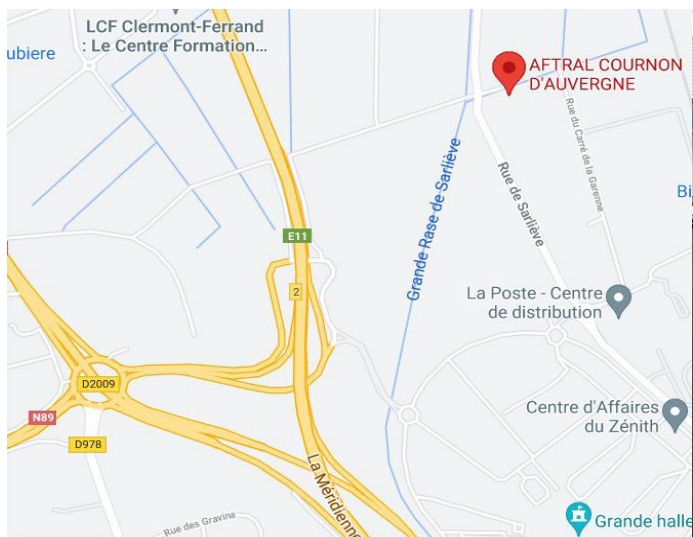 LCF Clermont-Ferrand
: Le Centre Formation...
ubiere
AFTRAL COURNON
D'AUVERGNE
Rue du Carré de la Garenne
Grande Rase de Sarliève
Rue de Sarliève
Bi
E11
2
La Poste - Centre
de distribution
D2009
N89
D978
Centre d'Affaires
du Zénith
La Méridienne
Rue des Gravins
Grande halle